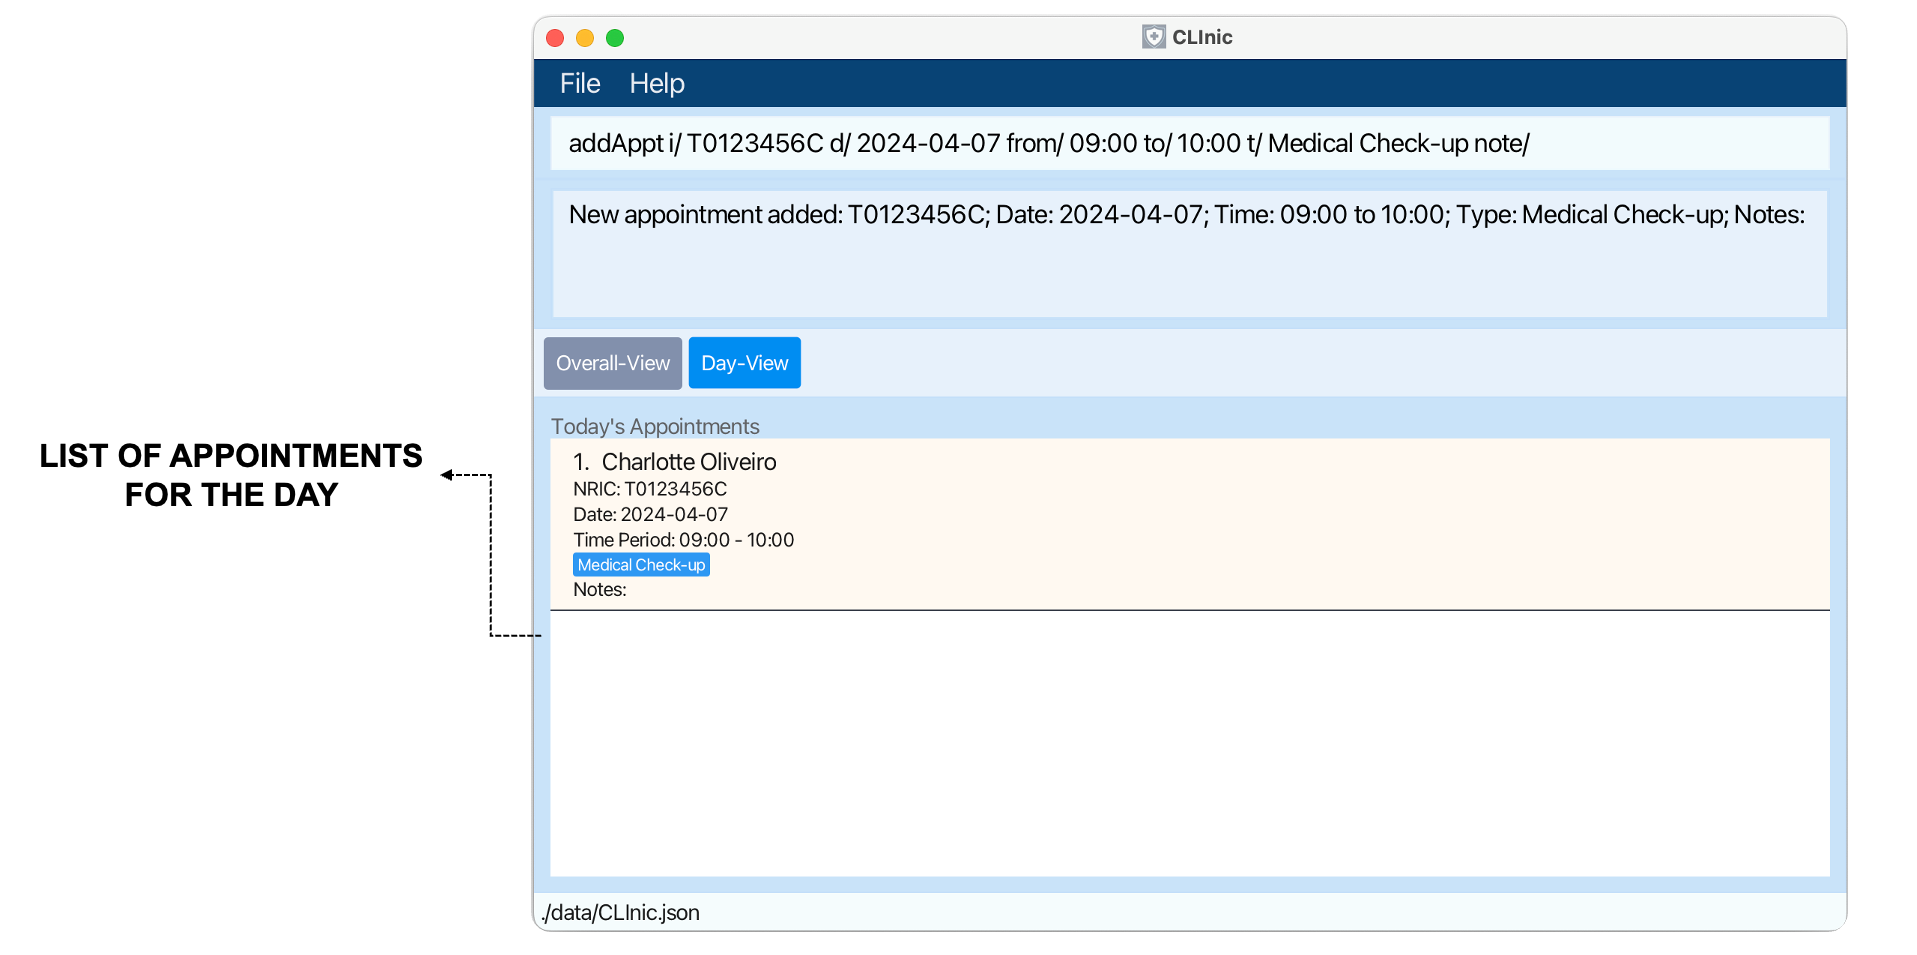 CLInic
File Help
addAppt i/ T0123456C d/ 2024-04-07 from/ 09:00 to/ 10:00 t/ Medical Check-up note/
New appointment added: T0123456C; Date: 2024-04-07; Time: 09:00 to 10:00; Type: Medical Check-up; Notes:
Overall-View Day-View
LIST OF APPOINTMENTS
FOR THE DAY
Today's Appointments
1. Charlotte Oliveiro
NRIC: T0123456C
Date: 2024-04-07
Time Period: 09:00 - 10:00
Medical Check-up
Notes:
./data/CLInic.json